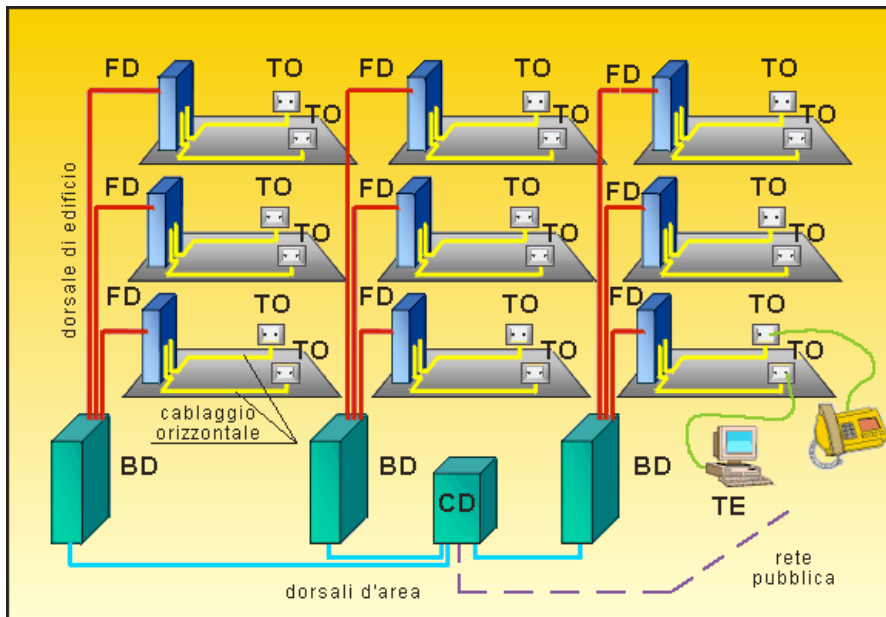 FD TO FD TO FD TO
TO TO TO
FD TO FD TO FD TO
TO TO TO
dorsale di edificio
FD TO FD TO FD TO
TO TO TO
cablaggio
orizzontale
BD BD BD
CD
TE
rete
pubblica
dorsali d'area